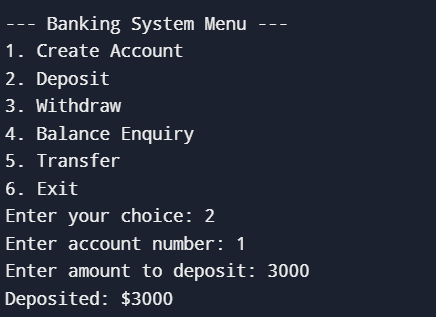 --- Banking System Menu ---
1. Create Account
2. Deposit
3. Withdraw
4. Balance Enquiry
5. Transfer
6. Exit
Enter your choice: 2
Enter account number: 1
Enter amount to deposit: 3000
Deposited: $3000